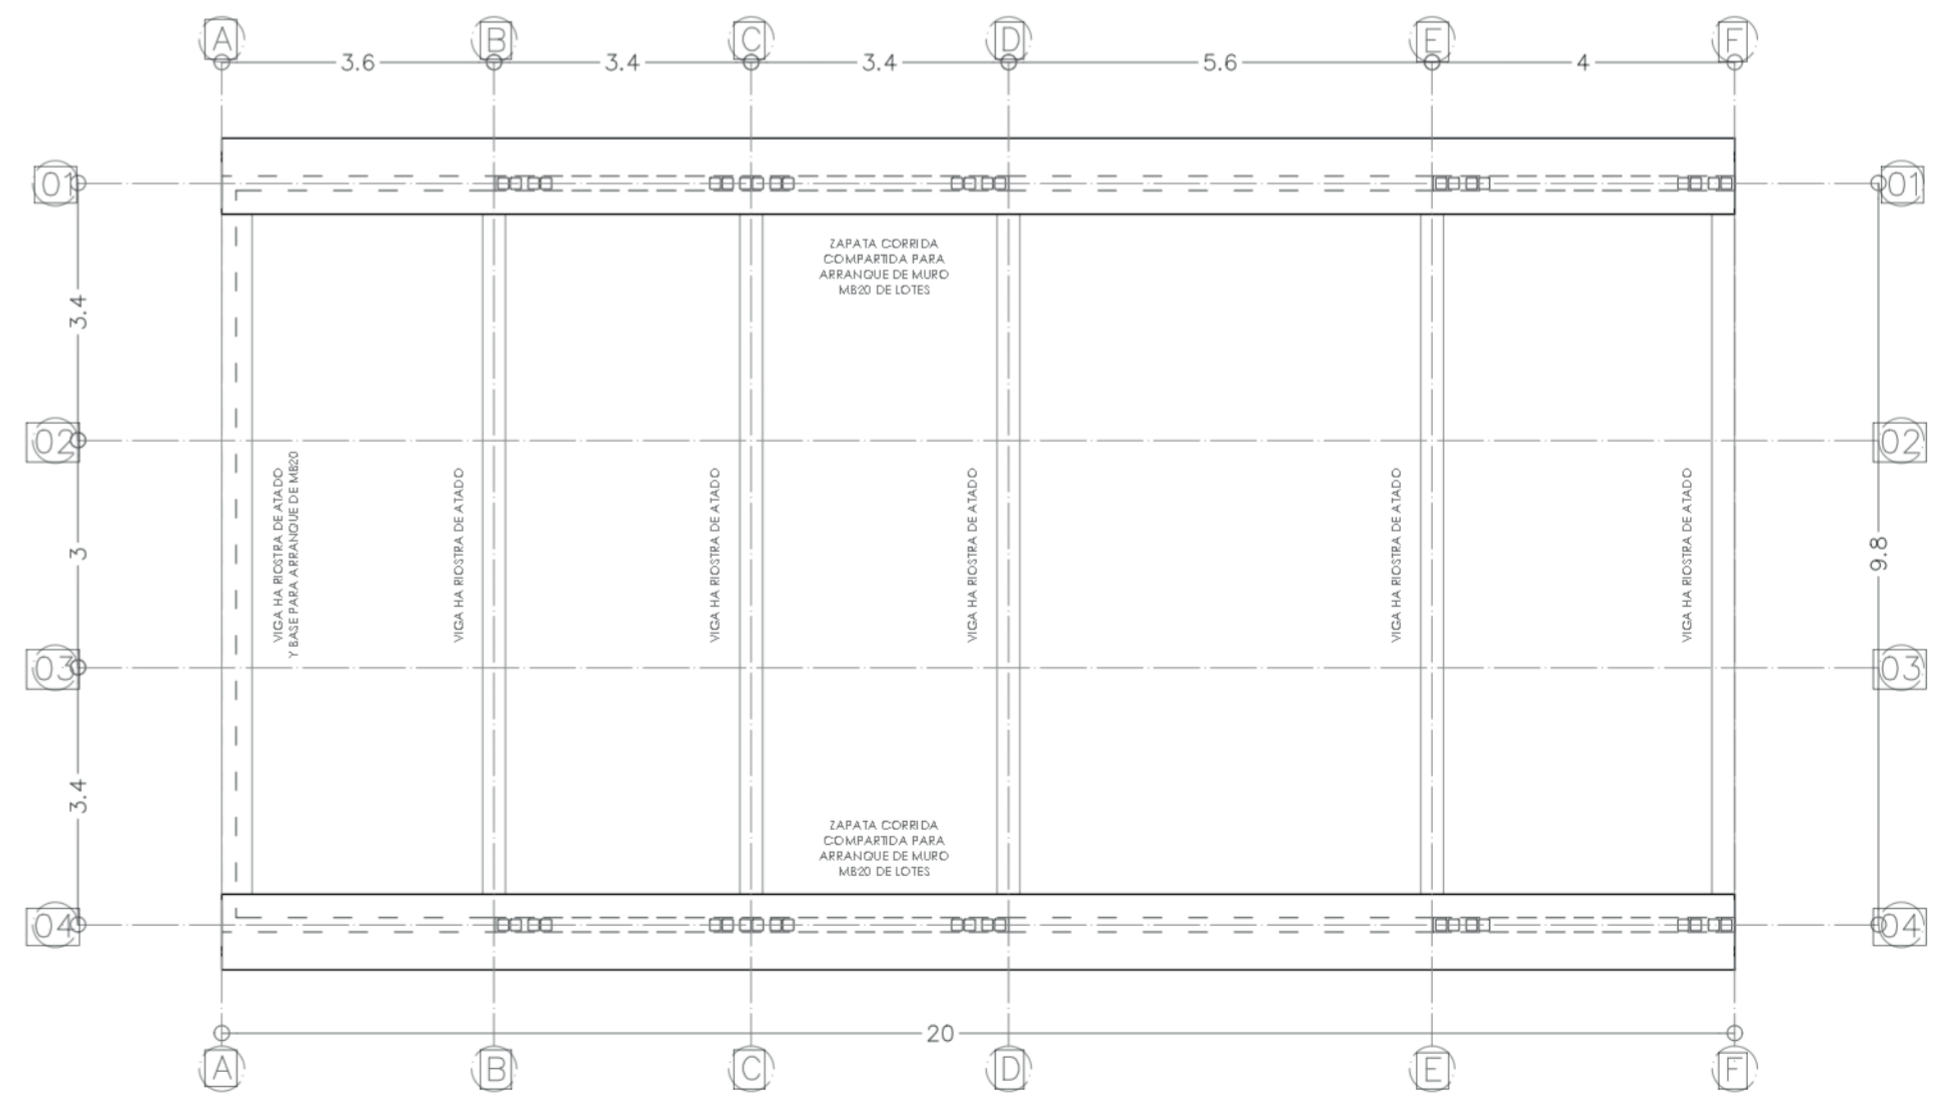 A B C D E F
3.6 3.4 3.4 5.6 4
01 01
ZAPATA CORRIDA
COMPARTIDA PARA
ARRANQUE DE MURO
MB20 DE LOTES
3.4
02 02
VIGA HA RIOSTRA DE ATADO
Y BASE PARA ARRANQUE DE MB20
VIGA HA RIOSTRA DE ATADO
VIGA HA RIOSTRA DE ATADO
VIGA HA RIOSTRA DE ATADO
VIGA HA RIOSTRA DE ATADO
VIGA HA RIOSTRA DE ATADO
3
9.8
03 03
3.4
ZAPATA CORRIDA
COMPARTIDA PARA
ARRANQUE DE MURO
MB20 DE LOTES
04 04
20
A B C D E F